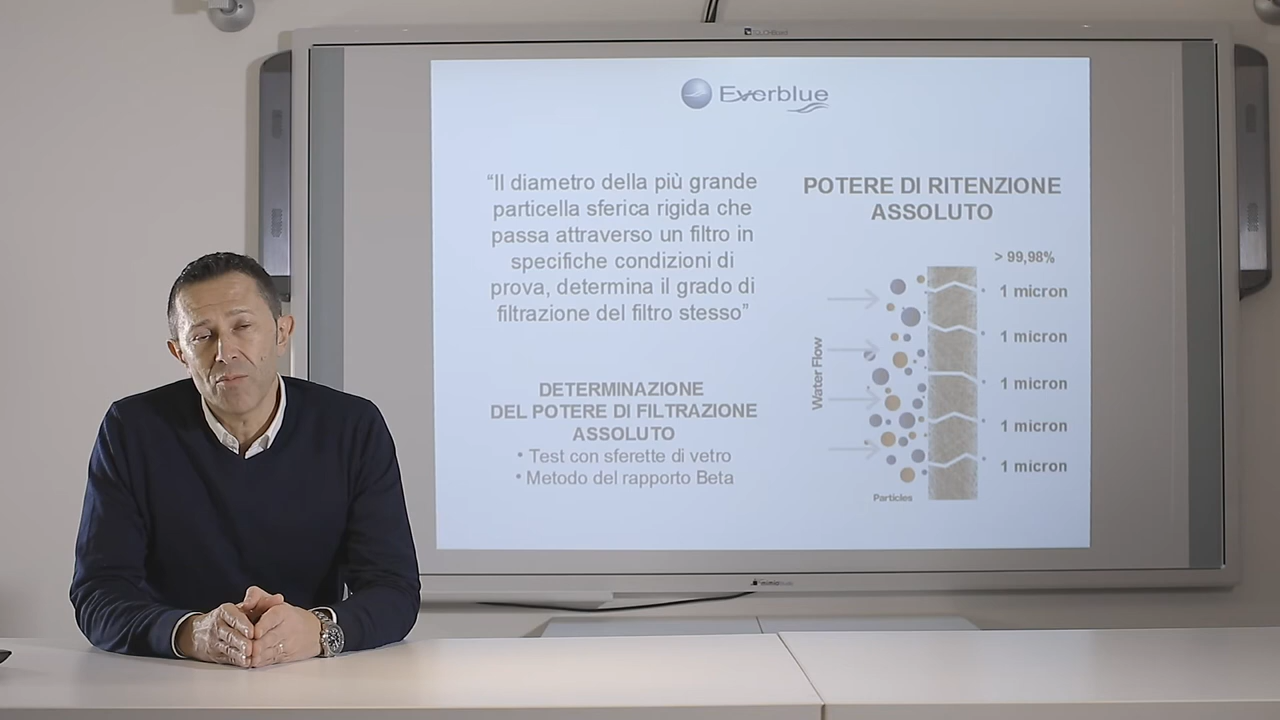 Everblue
“Il diametro della più grande
particella sferica rigida che
passa attraverso un filtro in
specifiche condizioni di
prova, determina il grado di
filtrazione del filtro stesso”
DETERMINAZIONE
DEL POTERE DI FILTRAZIONE
ASSOLUTO
• Test con sferette di vetro
• Metodo del rapporto Beta
POTERE DI RITENZIONE
ASSOLUTO
> 99,98%
1 micron
1 micron
1 micron
1 micron
1 micron
Water Flow
Particles